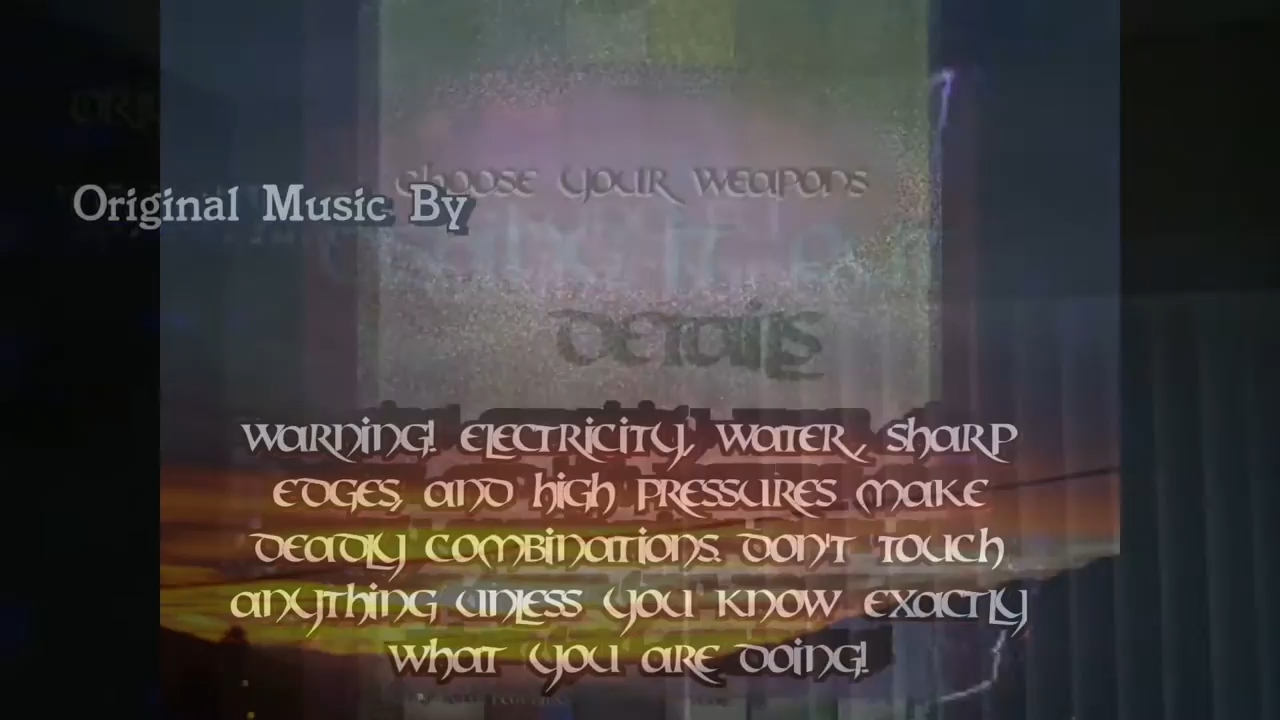 Choose your weapons
Original Music By
Details
Warning! Electricity, water, sharp
edges, and high pressures make
deadly combinations. Don't touch
anything unless you know exactly
what you are doing!